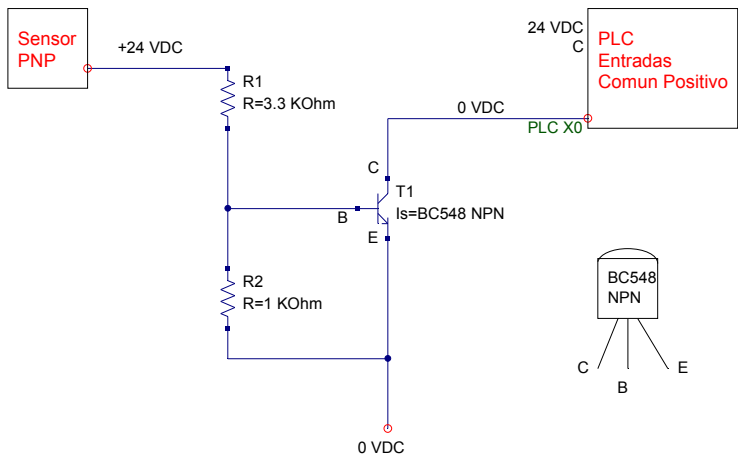 Sensor
PNP
+24 VDC
24 VDC
C
PLC
Entradas
Comun Positivo
R1
R=3.3 KOhm
0 VDC
PLC X0
C
T1
Is=BC548 NPN
B
E
R2
R=1 KOhm
BC548
NPN
C
B
E
0 VDC